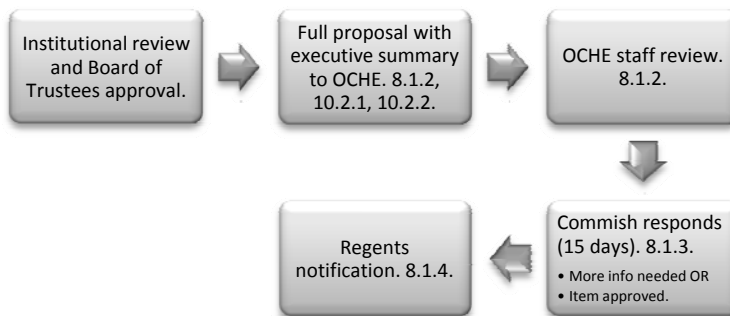 Institutional review
and Board of
Trustees approval.
Full proposal with
executive summary
to OCHE. 8.1.2,
10.2.1, 10.2.2.
OCHE staff review.
8.1.2.
Commish responds
(15 days). 8.1.3.
• More info needed OR
• Item approved.
Regents
notification. 8.1.4.